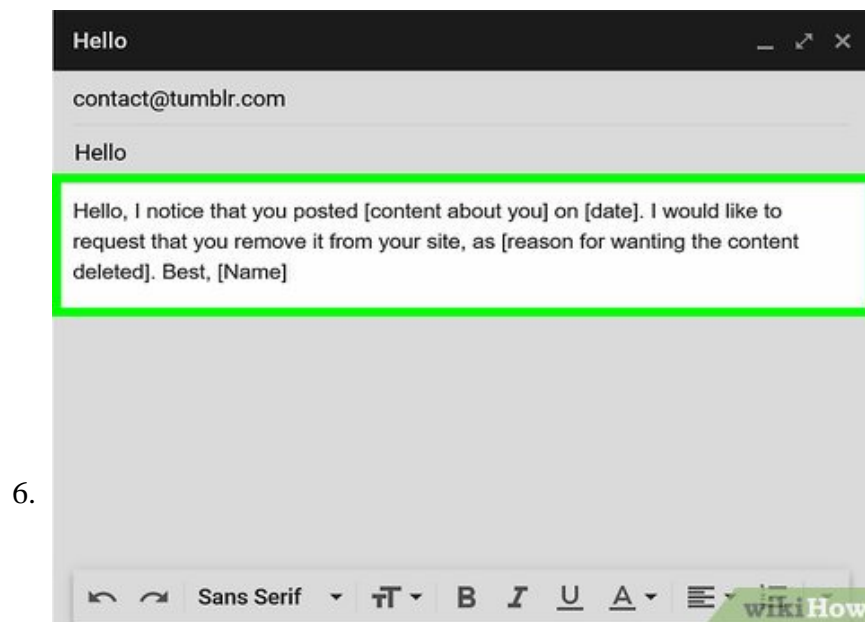 Hello
contact@tumblr.com
Hello
Hello, I notice that you posted [content about you] on [date]. I would like to
request that you remove it from your site, as [reason for wanting the content
deleted]. Best, [Name]
6.
Sans Serif
wikiHow